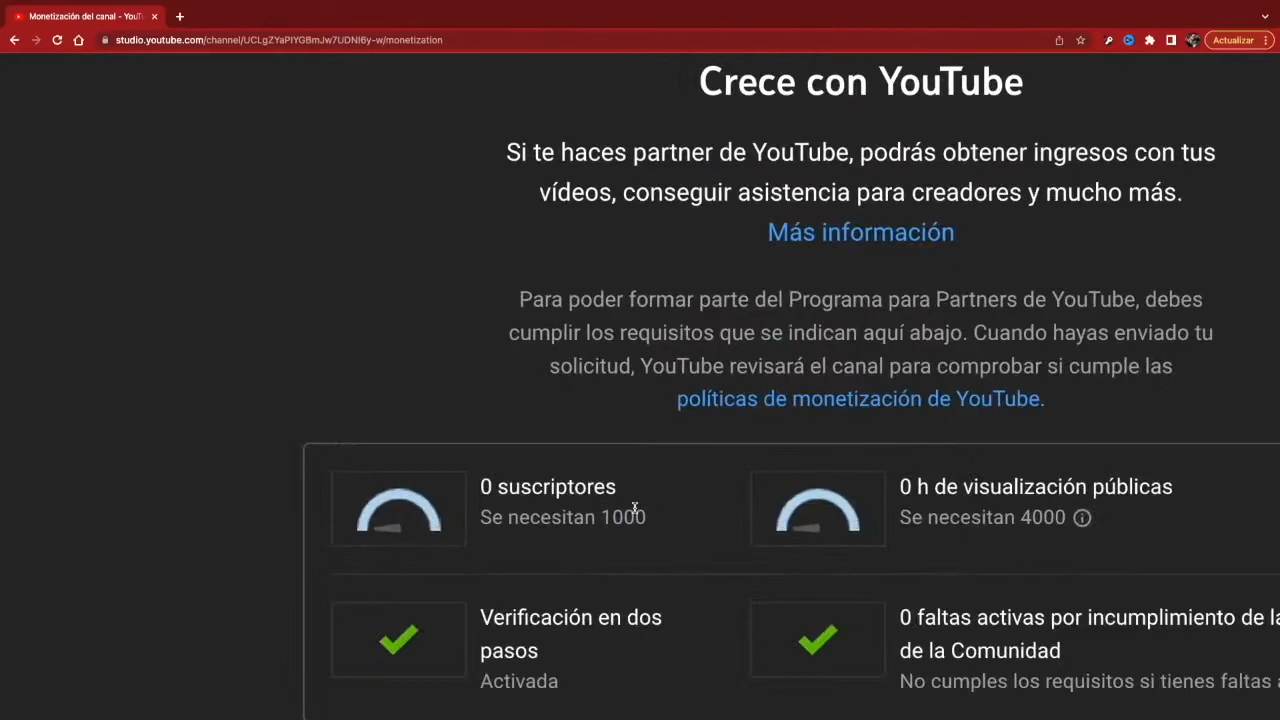 Monetización del canal - YouT
studio.youtube.com/channel/UCLgZYaPIYGBmJw7UDNI6y-w/monetization
Actualizar
Crece con YouTube
Si te haces partner de YouTube, podrás obtener ingresos con tus
vídeos, conseguir asistencia para creadores y mucho más.
Más información
Para poder formar parte del Programa para Partners de YouTube, debes
cumplir los requisitos que se indican aquí abajo. Cuando hayas enviado tu
solicitud, YouTube revisará el canal para comprobar si cumple las
políticas de monetización de YouTube.
0 suscriptores
Se necesitan 1000
0 h de visualización públicas
Se necesitan 4000
Verificación en dos
pasos
Activada
0 faltas activas por incumplimiento de la
de la Comunidad
No cumples los requisitos si tienes faltas a